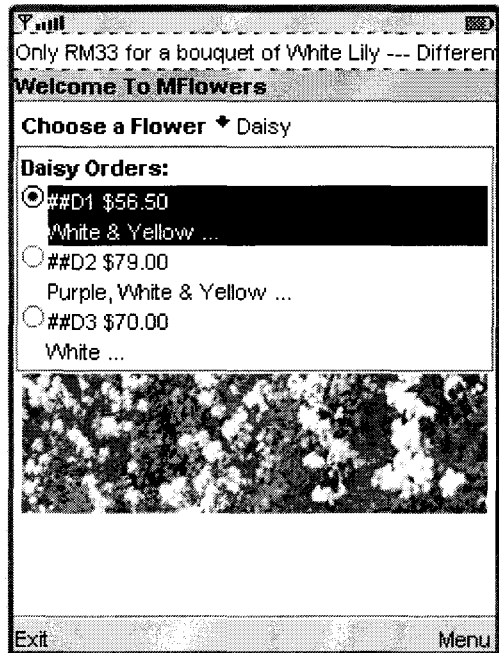 Only RM33 for a bouquet of White Lily --- Differen
Welcome To MFlowers
Choose a Flower Daisy
Daisy Orders:
##D1 $56.50
White & Yellow ...
##D2 $79.00
Purple, White & Yellow ...
##D3 $70.00
White ...
Exit Menu